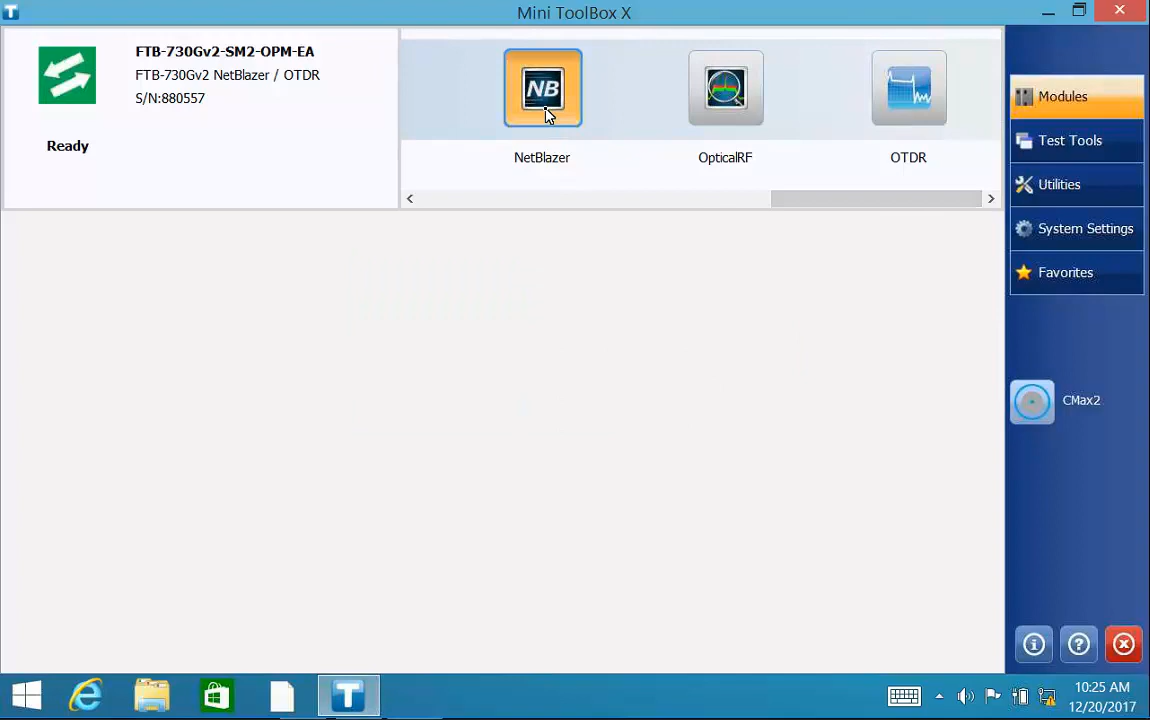 Mini ToolBox X
FTB-730Gv2-SM2-OPM-EA
FTB-730Gv2 NetBlazer / OTDR
S/N:880557
Ready
NB
NetBlazer
OpticalRF
OTDR
Modules
Test Tools
Utilities
System Settings
Favorites
CMax2
10:25 AM
12/20/2017